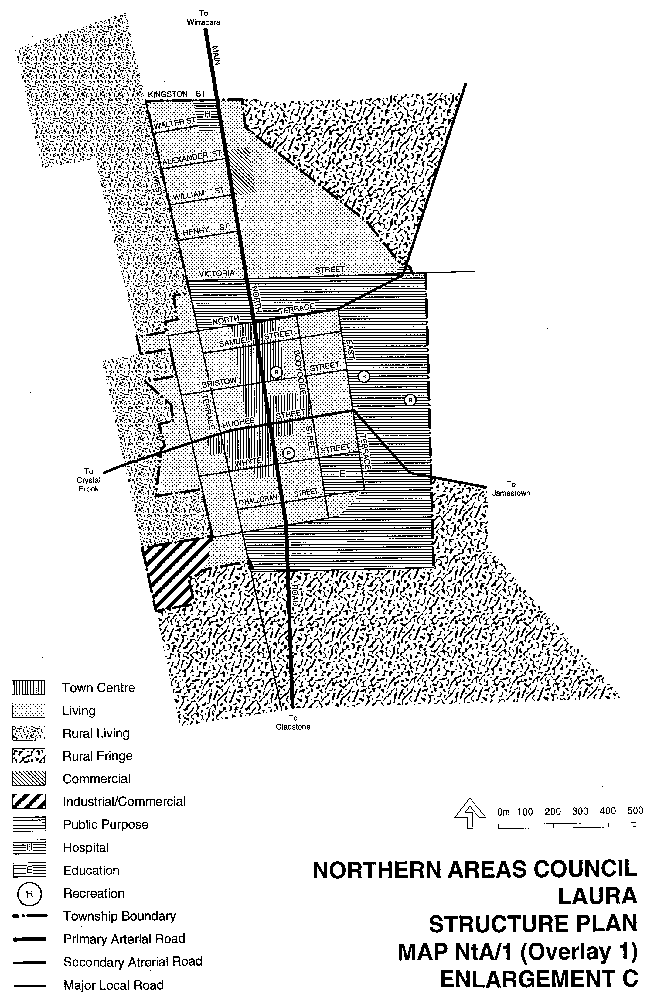 To
Wirrabara
MAIN
KINGSTON ST
H
WALTER ST
ALEXANDER ST
WEST
WILLIAM ST
HENRY ST
VICTORIA STREET
NORTH
NORTH TERRACE
SAMUEL STREET
EAST
BOOYOOLIE
STREET
R
R
BRISTOW
R
TERRACE
HUGHES STREET
STREET
TERRACE
R
STREET
WHYTE
E
To
Crystal
Brook
To
Jamestown
O'HALLORAN STREET
ROAD
To
Gladstone
Town Centre
Living
Rural Living
Rural Fringe
Commercial
Industrial/Commercial
Public Purpose
H Hospital
E Education
H Recreation
Township Boundary
Primary Arterial Road
Secondary Atrerial Road
Major Local Road
0m 100 200 300 400 500
NORTHERN AREAS COUNCIL
LAURA
STRUCTURE PLAN
MAP NtA/1 (Overlay 1)
ENLARGEMENT C